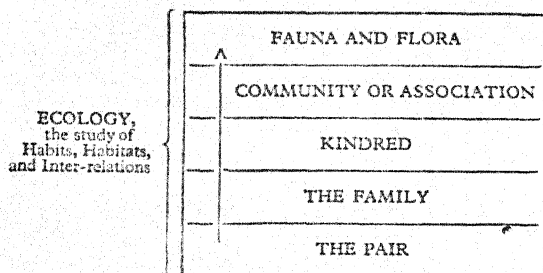 ECOLOGY,
the study of
Habits, Habitats,
and Inter-relations
FAUNA AND FLORA
COMMUNITY OR ASSOCIATION
KINDRED
THE FAMILY
THE PAIR